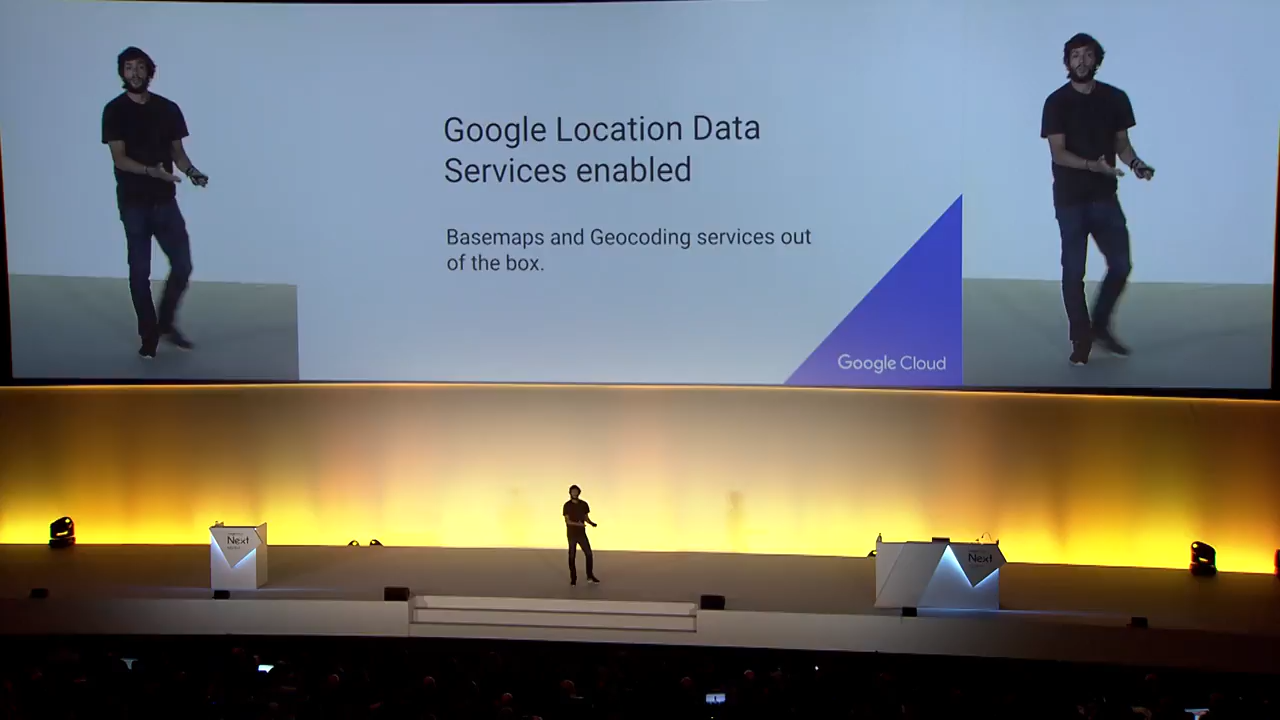 Google Location Data
Services enabled
Basemaps and Geocoding services out
of the box.
Google Cloud
Next
Next